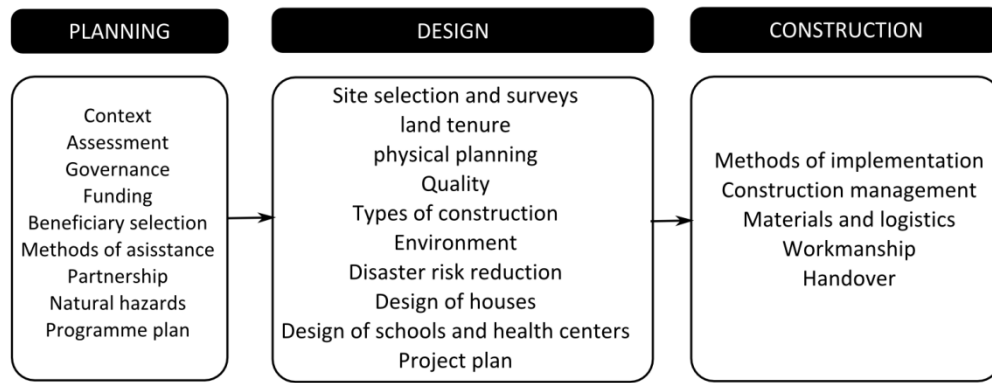 PLANNING
Context
Assessment
Governance
Funding
Beneficiary selection
Methods of asisstance
Partnership
Natural hazards
Programme plan
DESIGN
Site selection and surveys
land tenure
physical planning
Quality
Types of construction
Environment
Disaster risk reduction
Design of houses
Design of schools and health centers
Project plan
CONSTRUCTION
Methods of implementation
Construction management
Materials and logistics
Workmanship
Handover